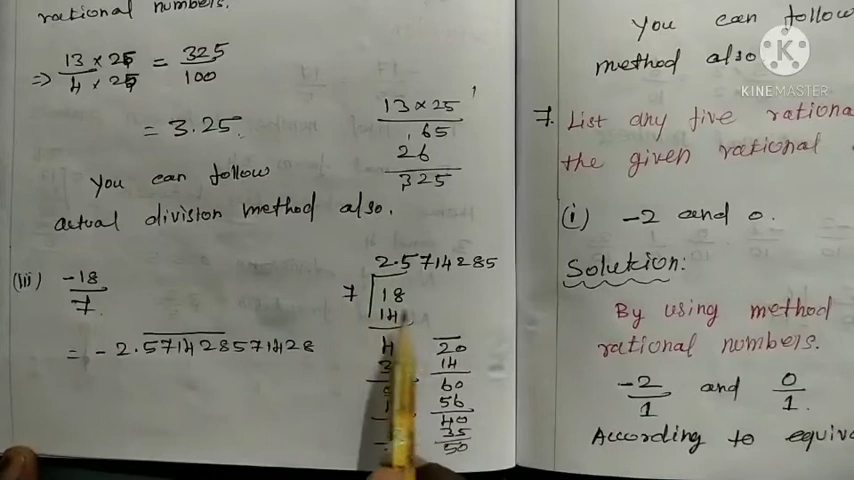 rational numbers.
⇒ 13 × 25 / 4 × 25 = 325 / 100
= 3.25.
13 × 25
65
26
325
You can follow
actual division method also.
(iii) -18 / 7
= - 2.571428571428
2.5714285
7 18
14
20
14
60
56
40
35
50
You can follow
method also
KINEMASTER
7. List any five rationa
the given rational
(i) -2 and 0.
Solution:
By using method
rational numbers.
-2 / 1 and 0 / 1.
According to equiva